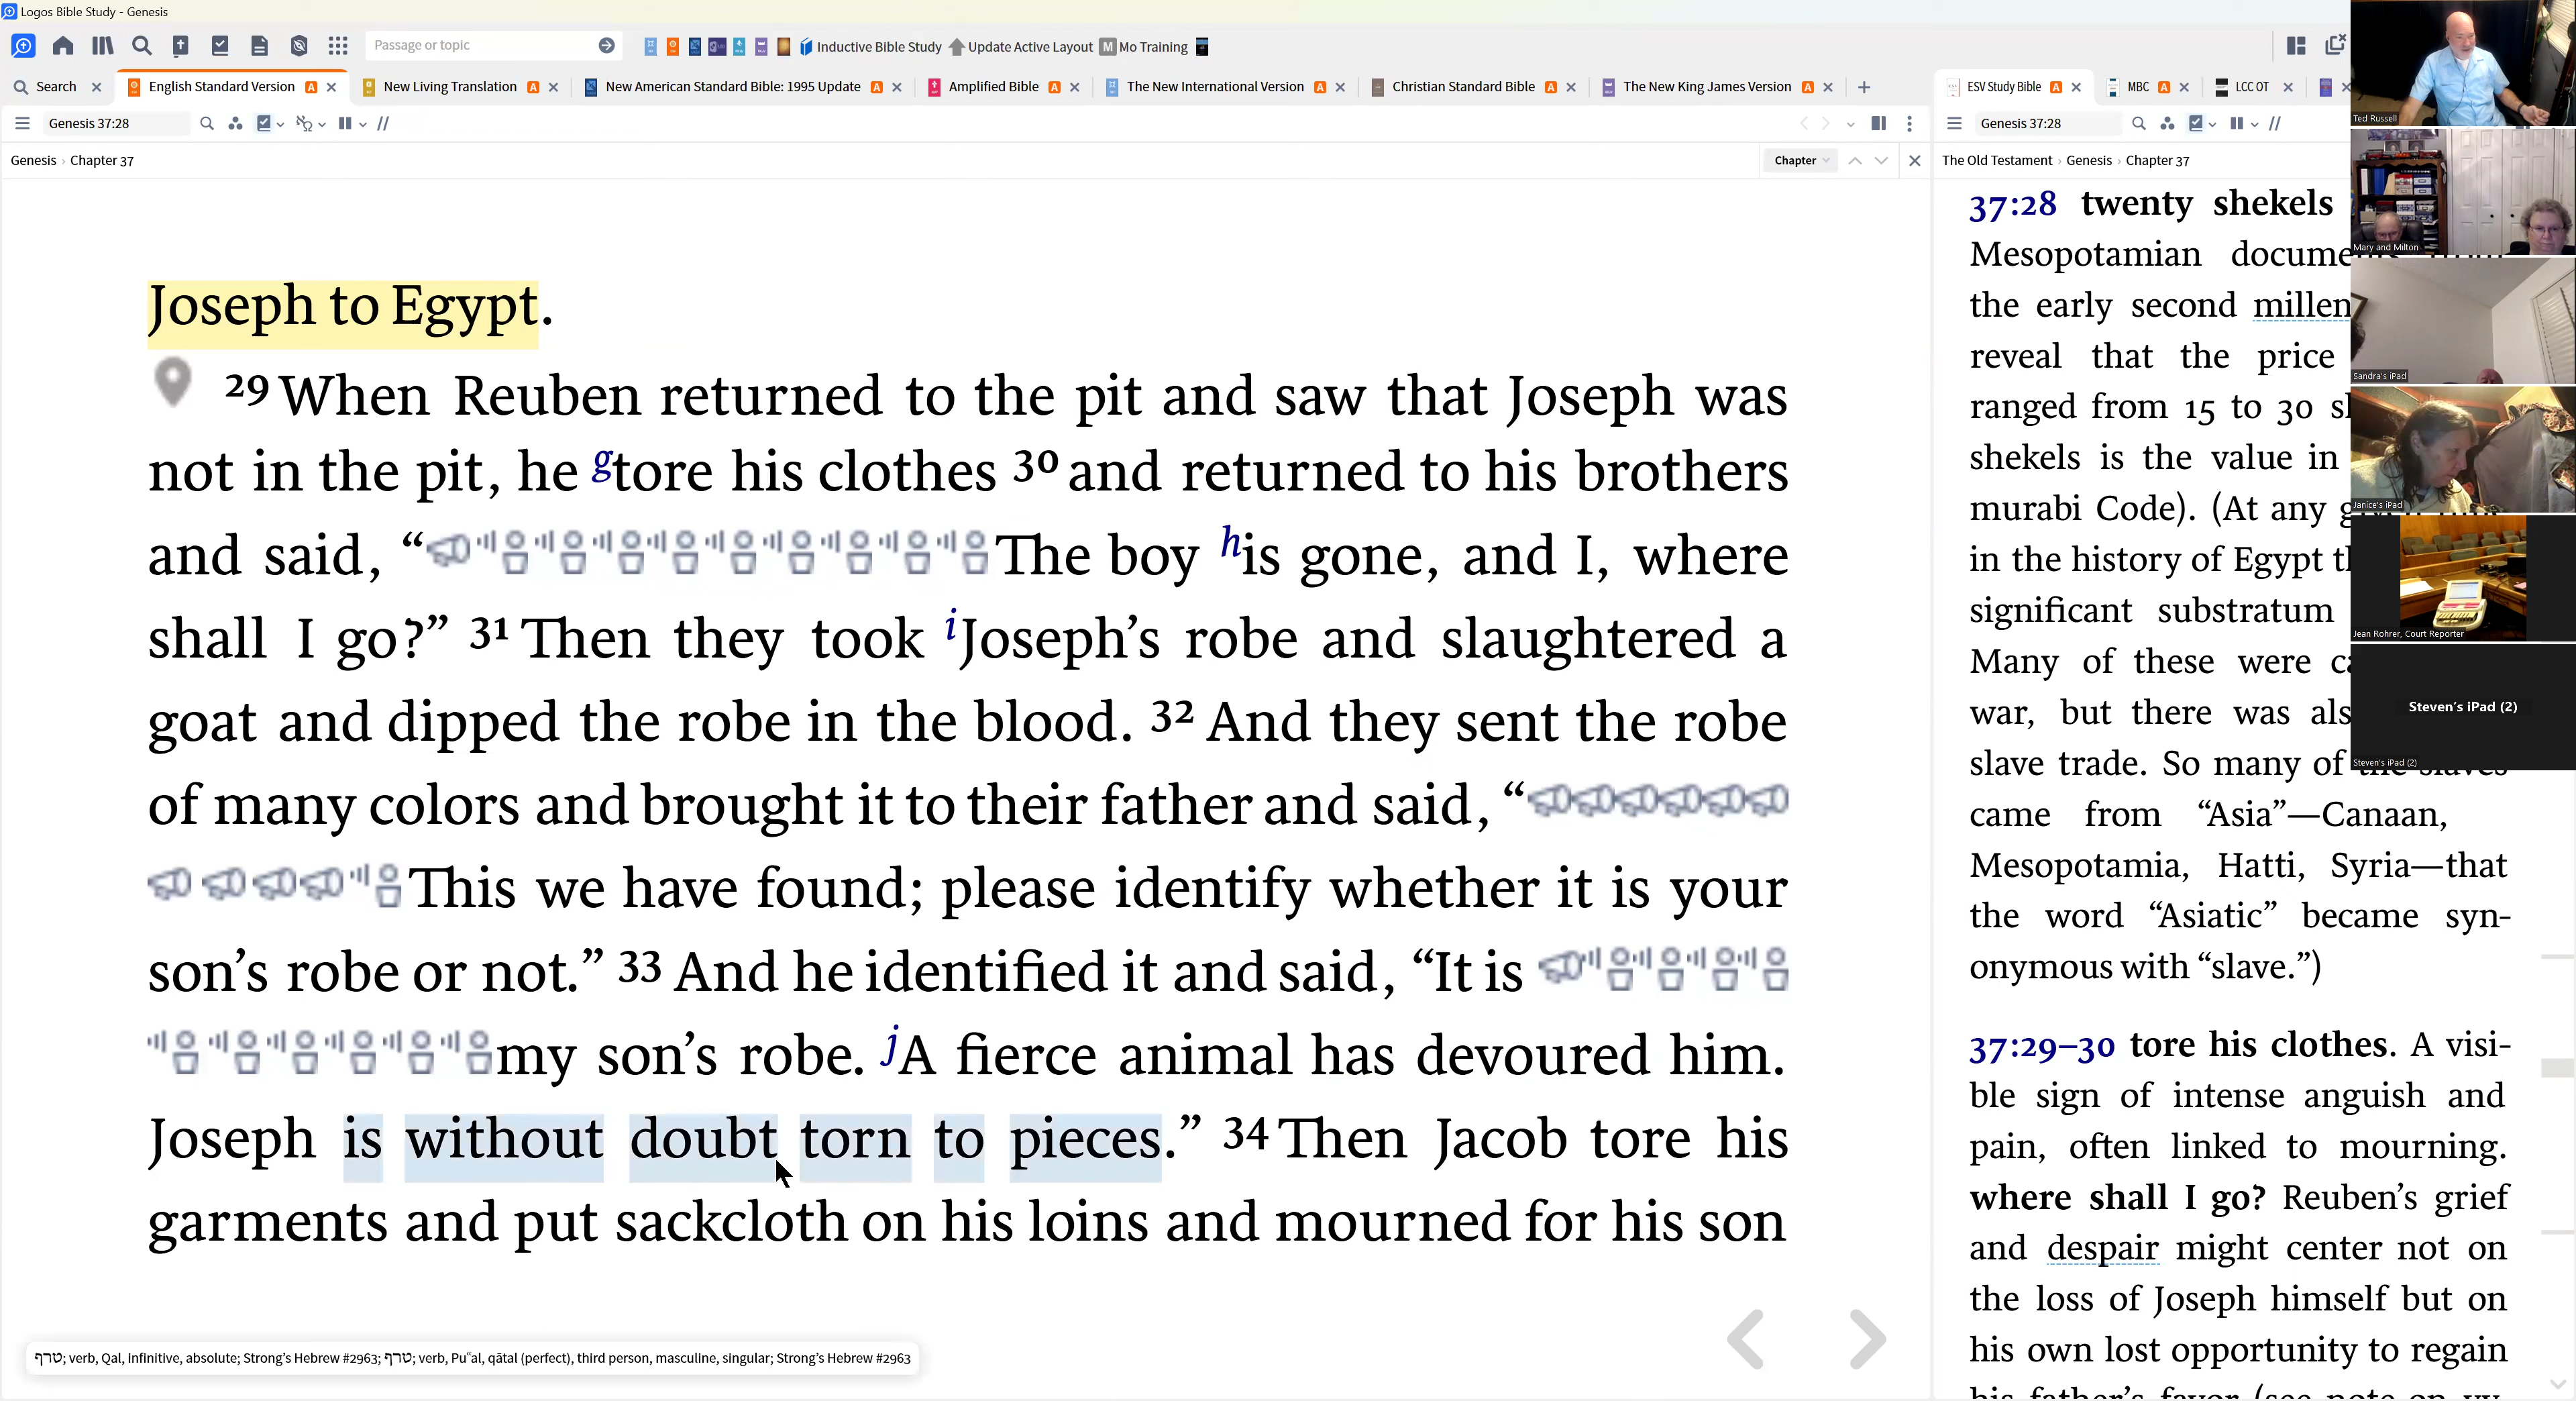 Logos Bible Study - Genesis
Passage or topic
Inductive Bible Study
Update Active Layout
M Mo Training
Search
English Standard Version A
New Living Translation A
New American Standard Bible: 1995 Update A
Amplified Bible A
The New International Version A
Christian Standard Bible A
The New King James Version A
Genesis 37:28
Genesis › Chapter 37
Chapter
Joseph to Egypt.
29 When Reuben returned to the pit and saw that Joseph was
not in the pit, he g tore his clothes 30 and returned to his brothers
and said, “The boy h is gone, and I, where
shall I go?” 31 Then they took i Joseph’s robe and slaughtered a
goat and dipped the robe in the blood. 32 And they sent the robe
of many colors and brought it to their father and said, “
This we have found; please identify whether it is your
son’s robe or not.” 33 And he identified it and said, “It is
my son’s robe. j A fierce animal has devoured him.
Joseph is without doubt torn to pieces.” 34 Then Jacob tore his
garments and put sackcloth on his loins and mourned for his son
טרף; verb, Qal, infinitive, absolute; Strong’s Hebrew #2963; טרף; verb, Puʿal, qātal (perfect), third person, masculine, singular; Strong’s Hebrew #2963
ESV Study Bible A
MBC A
LCC OT
Genesis 37:28
The Old Testament › Genesis › Chapter 37
37:28 twenty shekels
Mesopotamian
the early second
reveal that the price
ranged from 15 to 30
shekels is the value in
murabi Code). (At any
in the history of Egypt
significant substratum
Many of these were
war, but there was
slave trade. So many of the slaves
came from “Asia”—Canaan,
Mesopotamia, Hatti, Syria—that
the word “Asiatic” became syn-
onymous with “slave.”)
37:29–30 tore his clothes. A visi-
ble sign of intense anguish and
pain, often linked to mourning.
where shall I go? Reuben’s grief
and despair might center not on
the loss of Joseph himself but on
his own lost opportunity to regain
his father’s favor (see note on vv.
Ted Russell
Mary and Milton
Sandra's iPad
Janice's iPad
Jean Rohrer, Court Reporter
Steven’s iPad (2)
Steven's iPad (2)